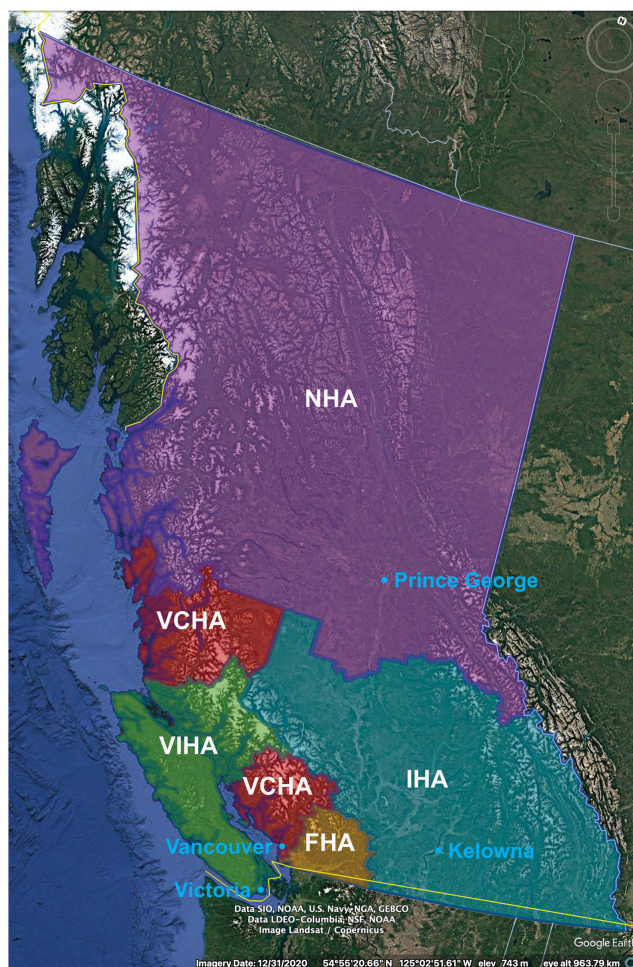 N
NHA
Prince George
VCHA
VIHA
IHA
VCHA
FHA
Vancouver
Kelowna
Victoria
Data SIO, NOAA, U.S. Navy, NGA, GEBCO
Data LDEO-Columbia, NSF, NOAA
Image Landsat / Copernicus
Google Earth
Imagery Date: 12/31/2020 54°55'20.66" N 125°02'51.61" W elev 743 m eye alt 963.79 km